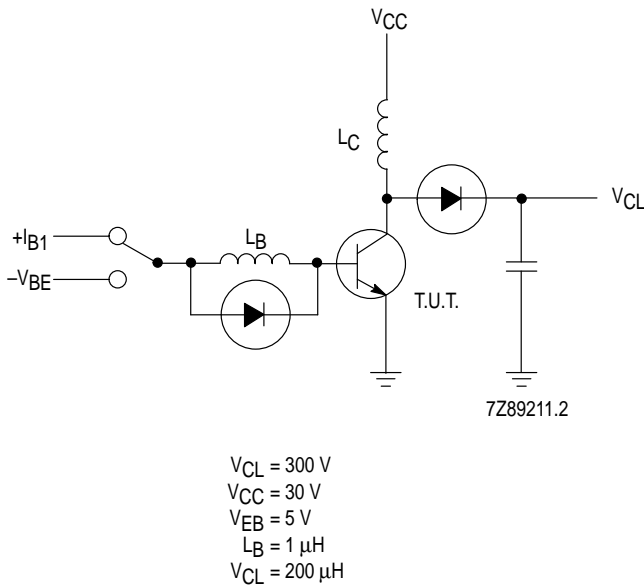 VCC
LC
VCL
+IB1
LB
–VBE
T.U.T.
7Z89211.2
VCL = 300 V
VCC = 30 V
VEB = 5 V
LB = 1 μH
VCL = 200 μH